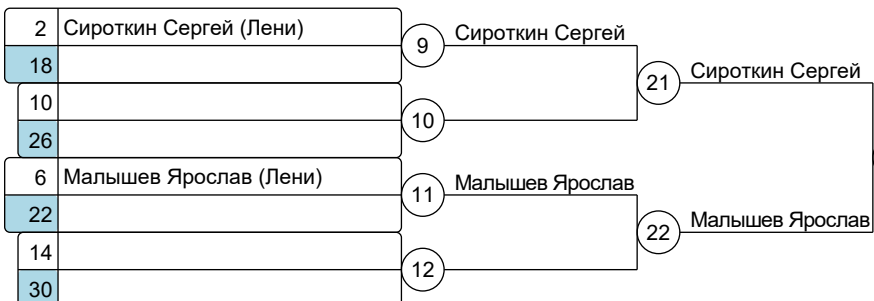 2 Сироткин Сергей (Лени)
9 Сироткин Сергей
18
21 Сироткин Сергей
10
10
26
6 Малышев Ярослав (Лени)
11 Малышев Ярослав
22
22 Малышев Ярослав
14
12
30